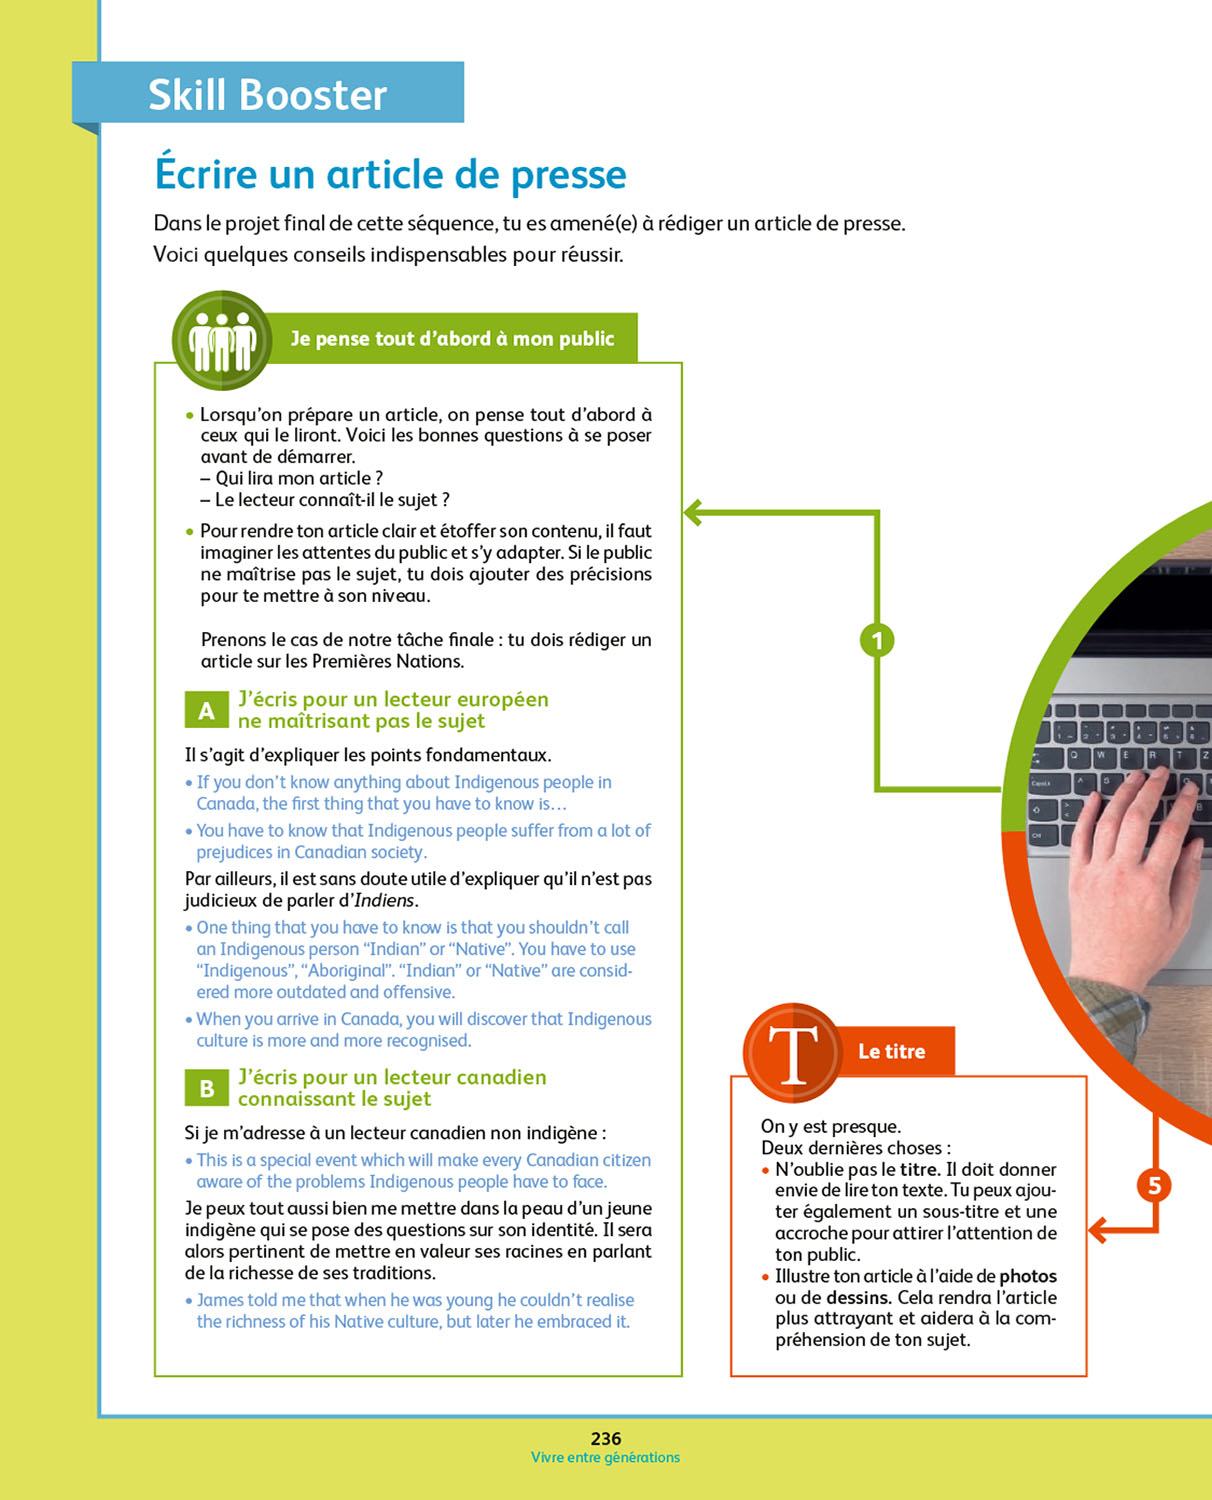 Skill Booster
Écrire un article de presse
Dans le projet final de cette séquence, tu es amené(e) à rédiger un article de presse.
Voici quelques conseils indispensables pour réussir.
Je pense tout d’abord à mon public
• Lorsqu’on prépare un article, on pense tout d’abord à
ceux qui le liront. Voici les bonnes questions à se poser
avant de démarrer.
– Qui lira mon article ?
– Le lecteur connaît-il le sujet ?
• Pour rendre ton article clair et étoffer son contenu, il faut
imaginer les attentes du public et s’y adapter. Si le public
ne maîtrise pas le sujet, tu dois ajouter des précisions
pour te mettre à son niveau.
Prenons le cas de notre tâche finale : tu dois rédiger un
article sur les Premières Nations.
A
J’écris pour un lecteur européen
ne maîtrisant pas le sujet
Il s’agit d’expliquer les points fondamentaux.
• If you don’t know anything about Indigenous people in
Canada, the first thing that you have to know is…
• You have to know that Indigenous people suffer from a lot of
prejudices in Canadian society.
Par ailleurs, il est sans doute utile d’expliquer qu’il n’est pas
judicieux de parler d’Indiens.
• One thing that you have to know is that you shouldn’t call
an Indigenous person “Indian” or “Native”. You have to use
“Indigenous”, “Aboriginal”. “Indian” or “Native” are consid-
ered more outdated and offensive.
• When you arrive in Canada, you will discover that Indigenous
culture is more and more recognised.
B
J’écris pour un lecteur canadien
connaissant le sujet
Si je m’adresse à un lecteur canadien non indigène :
• This is a special event which will make every Canadian citizen
aware of the problems Indigenous people have to face.
Je peux tout aussi bien me mettre dans la peau d’un jeune
indigène qui se pose des questions sur son identité. Il sera
alors pertinent de mettre en valeur ses racines en parlant
de la richesse de ses traditions.
• James told me that when he was young he couldn’t realise
the richness of his Native culture, but later he embraced it.
1
T
Le titre
On y est presque.
Deux dernières choses :
• N’oublie pas le titre. Il doit donner
envie de lire ton texte. Tu peux ajou-
ter également un sous-titre et une
accroche pour attirer l’attention de
ton public.
• Illustre ton article à l’aide de photos
ou de dessins. Cela rendra l’article
plus attrayant et aidera à la com-
préhension de ton sujet.
5
Q W E R T Z
236
Vivre entre générations